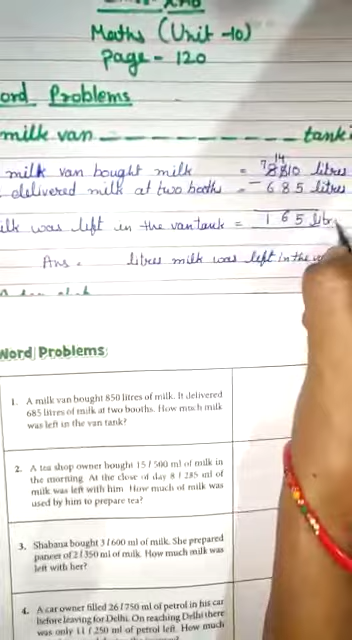 Maths (Unit-10)
page - 120
ord Problems
milk van tank
14
milk van bought milk = 7 8810 litres
delivered milk at two booths = - 685 litres
ilk was left in the van tank = 165 lit
Ans. litres milk was left in the
Word Problems
1. A milk van bought 850 litres of milk. It delivered
685 litres of milk at two booths. How much milk
was left in the van tank?
2. A tea shop owner bought 15 l 500 ml of milk in
the morning. At the close of day 8 l 285 ml of
milk was left with him. How much of milk was
used by him to prepare tea?
3. Shabana bought 3 l 600 ml of milk. She prepared
paneer of 2 l 350 ml of milk. How much milk was
left with her?
4. A car owner filled 26 l 750 ml of petrol in his car
before leaving for Delhi. On reaching Delhi there
was only 11 l 250 ml of petrol left. How much